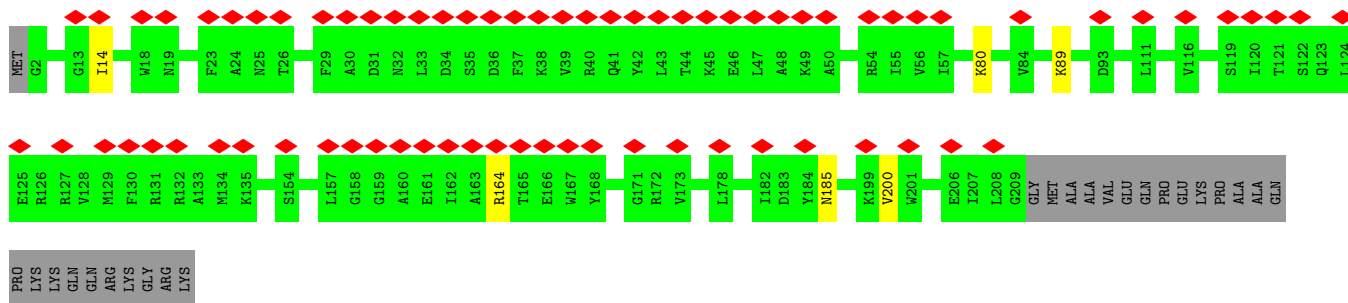 MET G2 G13 I14 W18 N19 F23 A24 N25 T26 F29 A30 D31 N32 L33 D34 S35 D36 F37 K38 V39 R40 Q41 Y42 L43 T44 K45 E46 L47 A48 K49 A50 R54 I55 V56 I57 K80 V84 K89 D93 L111 V116 S119 I120 T121 S122 Q123 L124
E125 R126 R127 V128 M129 F130 R131 R132 A133 M134 K135 S154 L157 G158 G159 A160 E161 I162 A163 R164 T165 E166 W167 Y168 G171 R172 V173 L178 I182 D183 Y184 N185 K199 V200 W201 E206 I207 L208 G209 GLY MET ALA ALA VAL GLU GLN PRO GLU LYS PRO ALA ALA GLN
PRO LYS LYS GLN GLN ARG LYS GLY ARG LYS